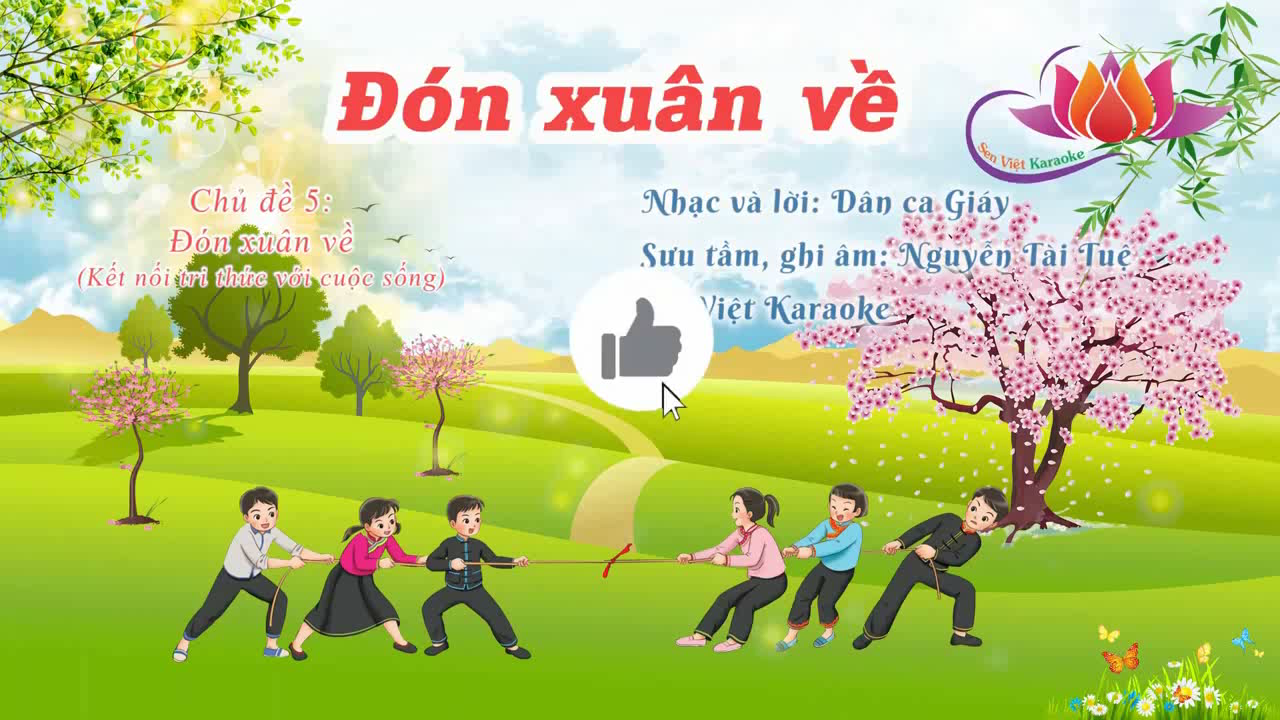 Đón xuân về
Sen Việt Karaoke
Chủ đề 5:
Đón xuân về
(Kết nối tri thức với cuộc sống)
Nhạc và lời: Dân ca Giáy
Sưu tầm, ghi âm: Nguyễn Tài Tuệ
Việt Karaoke